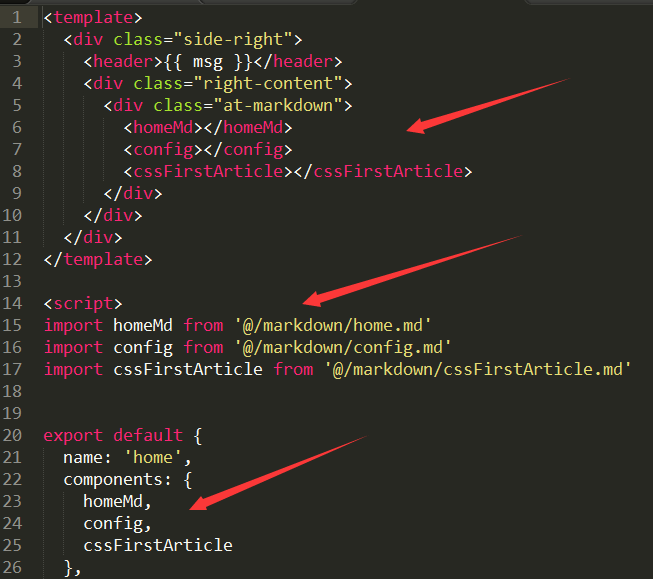 1 <template>
2   <div class="side-right">
3     <header>{{ msg }}</header>
4     <div class="right-content">
5       <div class="at-markdown">
6         <homeMd></homeMd>
7         <config></config>
8         <cssFirstArticle></cssFirstArticle>
9       </div>
10     </div>
11   </div>
12 </template>
13
14 <script>
15 import homeMd from '@/markdown/home.md'
16 import config from '@/markdown/config.md'
17 import cssFirstArticle from '@/markdown/cssFirstArticle.md'
18
19
20 export default {
21   name: 'home',
22   components: {
23     homeMd,
24     config,
25     cssFirstArticle
26   },